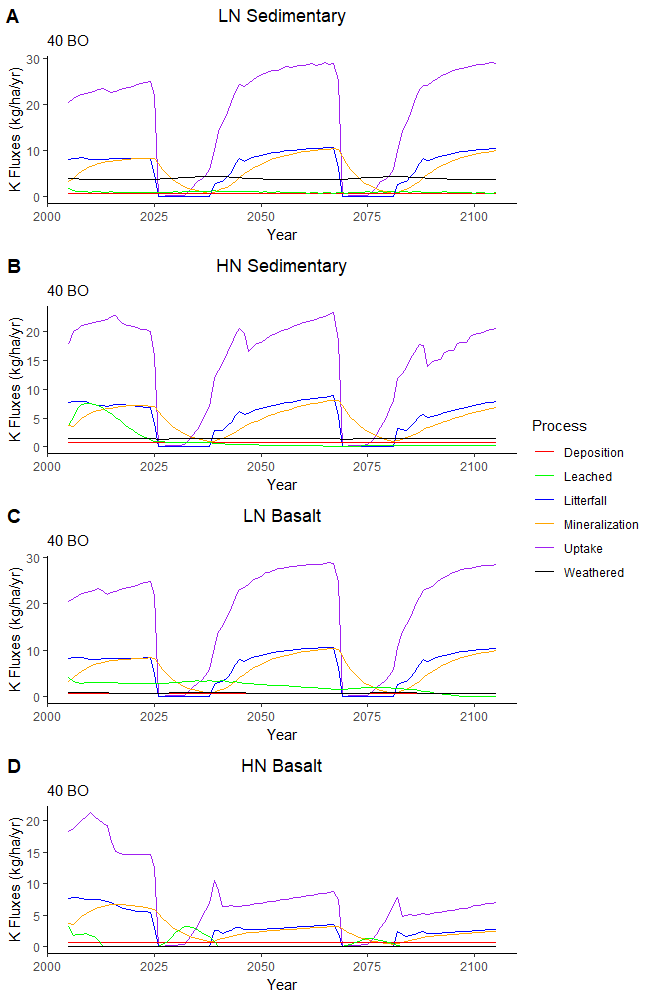 A
LN Sedimentary
40 BO
K Fluxes (kg/ha/yr)
30
20
10
0
2000 2025 2050 2075 2100
Year
B
HN Sedimentary
40 BO
K Fluxes (kg/ha/yr)
20
15
10
5
0
2000 2025 2050 2075 2100
Year
Process
Deposition
Leached
Litterfall
Mineralization
Uptake
Weathered
C
LN Basalt
40 BO
K Fluxes (kg/ha/yr)
30
20
10
0
2000 2025 2050 2075 2100
Year
D
HN Basalt
40 BO
K Fluxes (kg/ha/yr)
20
15
10
5
0
2000 2025 2050 2075 2100
Year